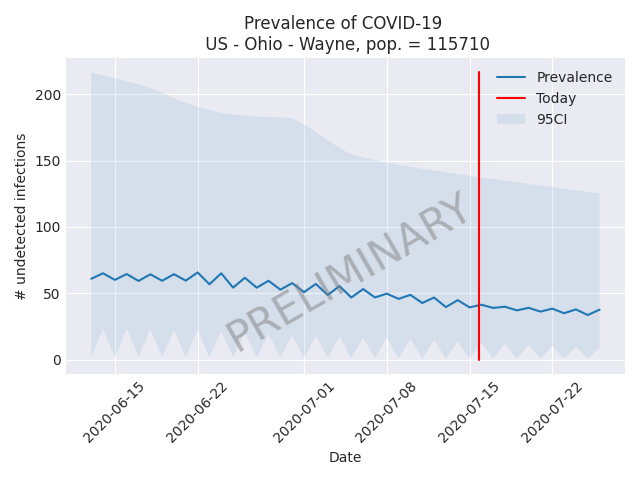 Prevalence of COVID-19
US - Ohio - Wayne, pop. = 115710
Prevalence
Today
95CI
200
150
100
50
0
# undetected infections
PRELIMINARY
2020-06-15
2020-06-22
2020-07-01
2020-07-08
2020-07-15
2020-07-22
Date